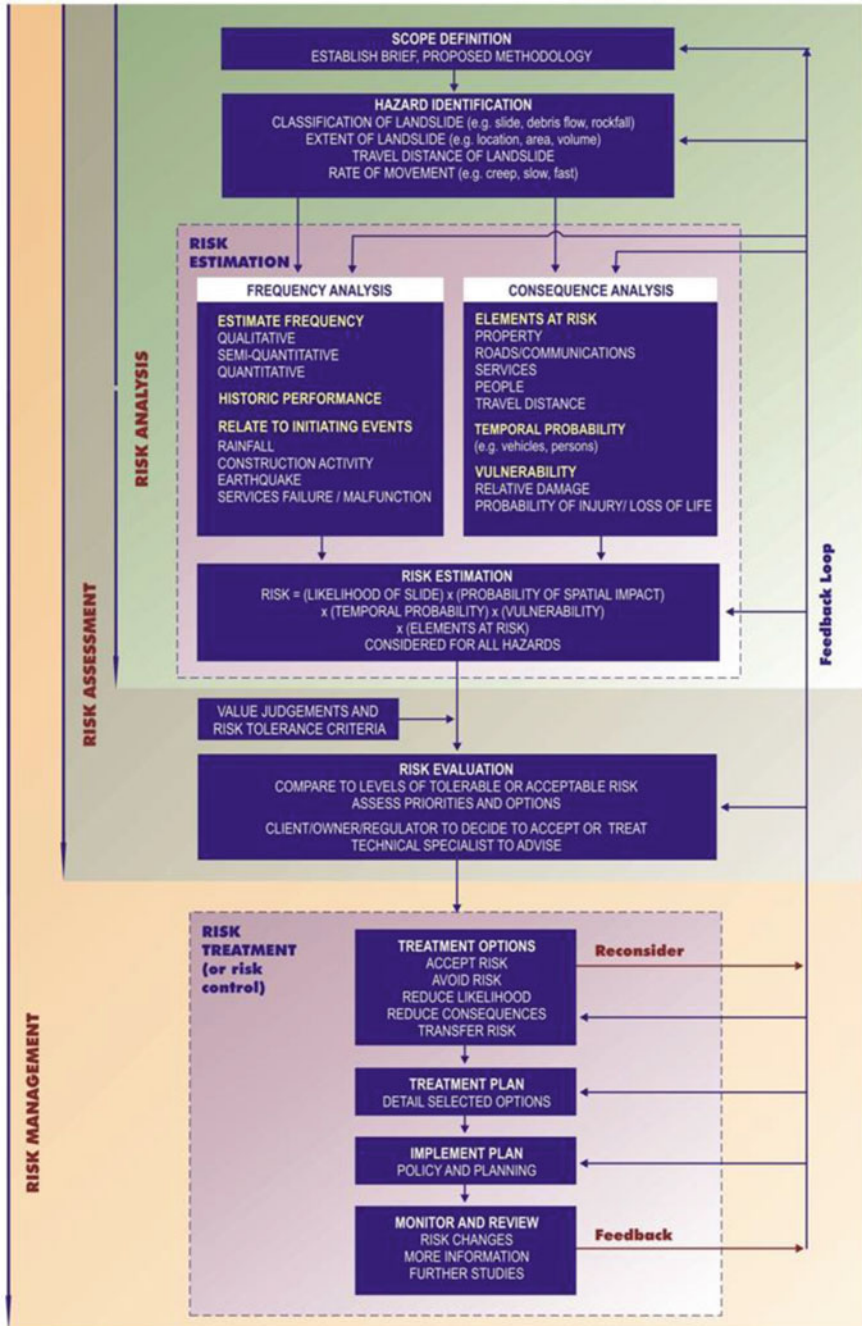 SCOPE DEFINITION
ESTABLISH BRIEF, PROPOSED METHODOLOGY
HAZARD IDENTIFICATION
CLASSIFICATION OF LANDSLIDE (e.g. slide, debris flow, rockfall)
EXTENT OF LANDSLIDE (e.g. location, area, volume)
TRAVEL DISTANCE OF LANDSLIDE
RATE OF MOVEMENT (e.g. creep, slow, fast)
RISK
ESTIMATION
FREQUENCY ANALYSIS
ESTIMATE FREQUENCY
QUALITATIVE
SEMI-QUANTITATIVE
QUANTITATIVE
HISTORIC PERFORMANCE
RELATE TO INITIATING EVENTS
RAINFALL
CONSTRUCTION ACTIVITY
EARTHQUAKE
SERVICES FAILURE / MALFUNCTION
CONSEQUENCE ANALYSIS
ELEMENTS AT RISK
PROPERTY
ROADS/COMMUNICATIONS
SERVICES
PEOPLE
TRAVEL DISTANCE
TEMPORAL PROBABILITY
(e.g. vehicles, persons)
VULNERABILITY
RELATIVE DAMAGE
PROBABILITY OF INJURY/ LOSS OF LIFE
RISK ESTIMATION
RISK = (LIKELIHOOD OF SLIDE) x (PROBABILITY OF SPATIAL IMPACT)
x (TEMPORAL PROBABILITY) x (VULNERABILITY)
x (ELEMENTS AT RISK)
CONSIDERED FOR ALL HAZARDS
VALUE JUDGEMENTS AND
RISK TOLERANCE CRITERIA
RISK EVALUATION
COMPARE TO LEVELS OF TOLERABLE OR ACCEPTABLE RISK
ASSESS PRIORITIES AND OPTIONS
CLIENT/OWNER/REGULATOR TO DECIDE TO ACCEPT OR TREAT
TECHNICAL SPECIALIST TO ADVISE
RISK
TREATMENT
(or risk
control)
TREATMENT OPTIONS
ACCEPT RISK
AVOID RISK
REDUCE LIKELIHOOD
REDUCE CONSEQUENCES
TRANSFER RISK
Reconsider
TREATMENT PLAN
DETAIL SELECTED OPTIONS
IMPLEMENT PLAN
POLICY AND PLANNING
MONITOR AND REVIEW
RISK CHANGES
MORE INFORMATION
FURTHER STUDIES
Feedback
RISK ANALYSIS
RISK ASSESSMENT
RISK MANAGEMENT
Feedback Loop